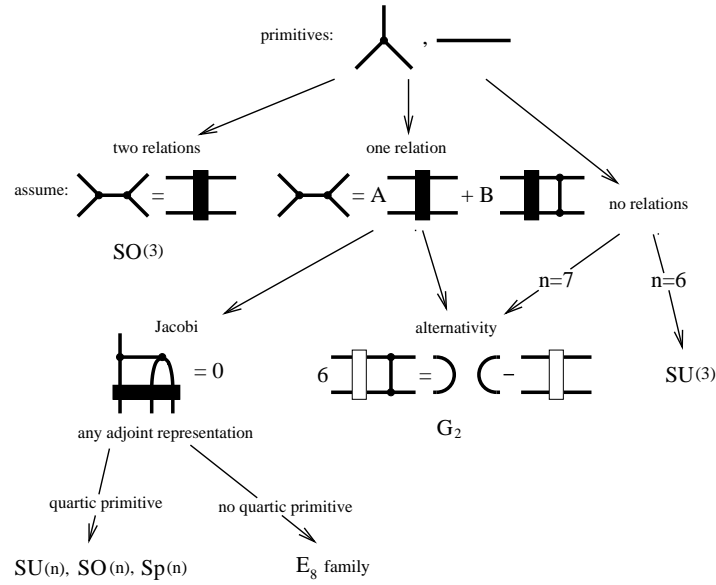 primitives: ,
two relations one relation
assume: = = A + B
no relations
SO(3)
n=7 n=6
Jacobi alternativity
= 0 6 = −
SU(3)
any adjoint representation G2
quartic primitive no quartic primitive
SU(n), SO(n), Sp(n) E8 family